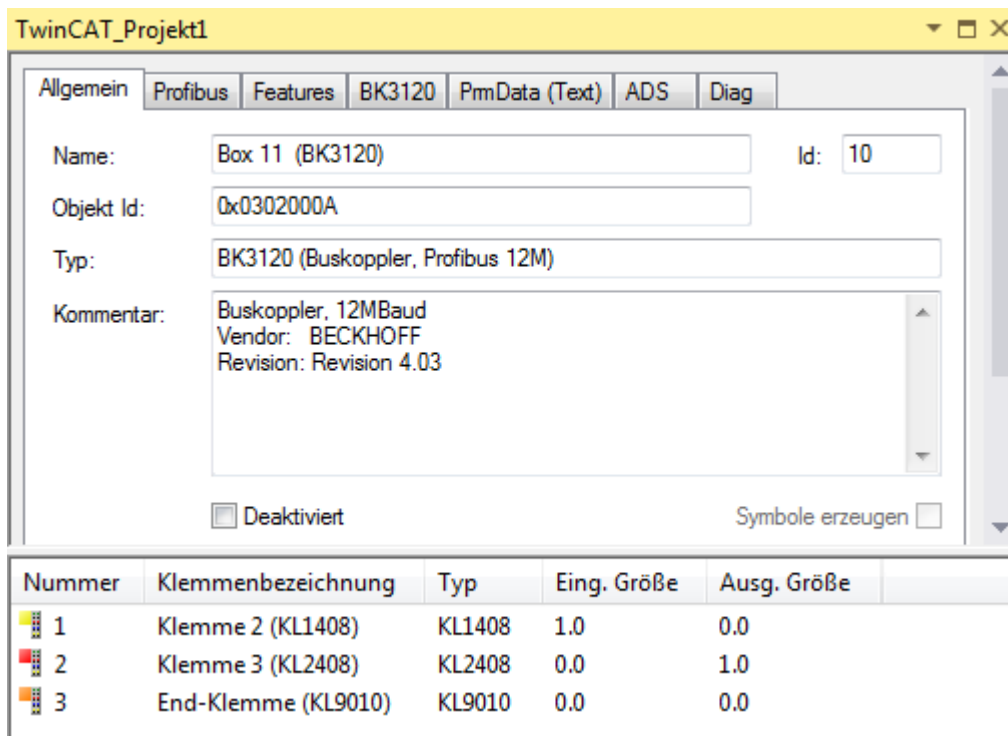 TwinCAT_Projekt1
Allgemein Profibus Features BK3120 PrmData (Text) ADS Diag
Name: Box 11 (BK3120) Id: 10
Objekt Id: 0x0302000A
Typ: BK3120 (Buskoppler, Profibus 12M)
Kommentar: Buskoppler, 12MBaud
Vendor: BECKHOFF
Revision: Revision 4.03
Deaktiviert Symbole erzeugen
Nummer Klemmenbezeichnung Typ Eing. Größe Ausg. Größe
1 Klemme 2 (KL1408) KL1408 1.0 0.0
2 Klemme 3 (KL2408) KL2408 0.0 1.0
3 End-Klemme (KL9010) KL9010 0.0 0.0